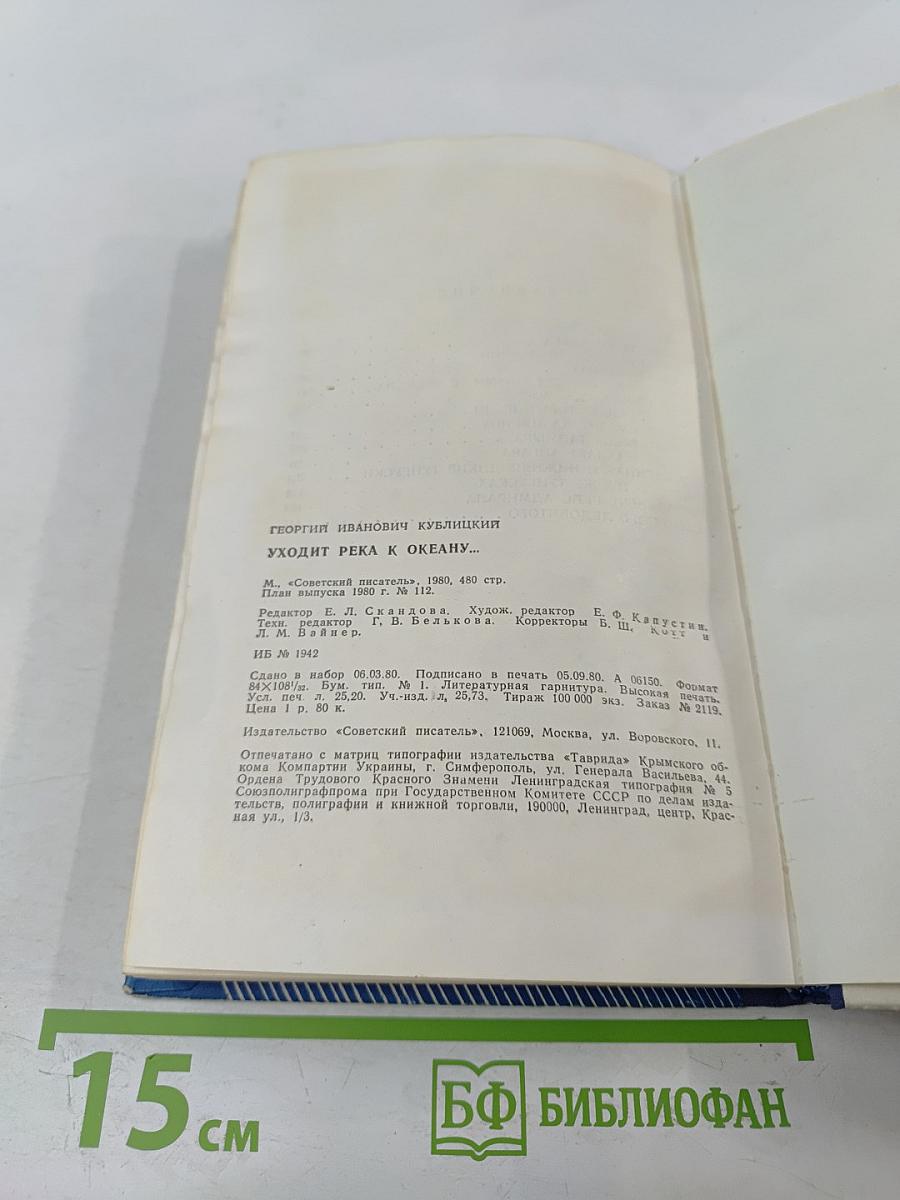 ГЕОРГИЙ ИВАНОВИЧ КУБЛИЦКИЙ
УХОДИТ РЕКА К ОКЕАНУ...
М., «Советский писатель», 1980, 480 стр.
План выпуска 1980 г. № 112.
Редактор Е. Л. Скандова. Худож. редактор Е. Ф. Капустин.
Техн. редактор Г. В. Белькова. Корректоры Б. Ш. Котт и
Л. М. Вайнер.
ИБ № 1942
Сдано в набор 06.03.80. Подписано в печать 05.09.80. А 06150. Формат
84×108¹/₃₂. Бум. тип. № 1. Литературная гарнитура. Высокая печать.
Усл. печ. л. 25,20. Уч.-изд. л. 25,73. Тираж 100 000 экз. Заказ № 2119.
Цена 1 р. 80 к.
Издательство «Советский писатель», 121069, Москва, ул. Воровского, 11.
Отпечатано с матриц типографии издательства «Таврида» Крымского об-
кома Компартии Украины, г. Симферополь, ул. Генерала Васильева, 44.
Ордена Трудового Красного Знамени Ленинградская типография № 5
Союзполиграфпрома при Государственном Комитете СССР по делам изда-
тельств, полиграфии и книжной торговли, 190000, Ленинград, центр, Крас-
ная ул., 1/3.
15 см
БФ БИБЛИОФАН